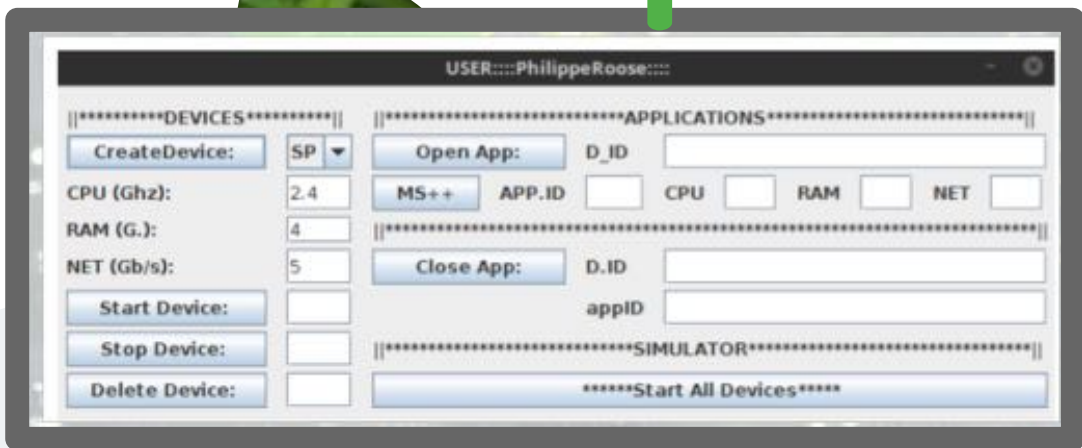 USER::::PhilippeRoose::::
||**********DEVICES**********|| ||*****************************APPLICATIONS*******************************||
CreateDevice: SP Open App: D_ID
CPU (Ghz): 2.4 MS++ APP.ID CPU RAM NET
RAM (G.): 4 ||*******************************************************************************||
NET (Gb/s): 5 Close App: D.ID
Start Device: appID
Stop Device: ||******************************SIMULATOR**********************************||
Delete Device: ******Start All Devices*****